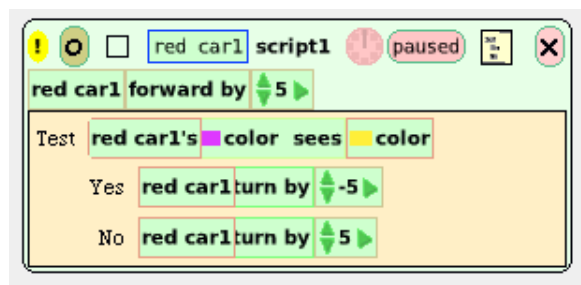 ! red car1 script1 paused
red car1 forward by 5
Test red car1's color sees color
Yes red car1 turn by -5
No red car1 turn by 5